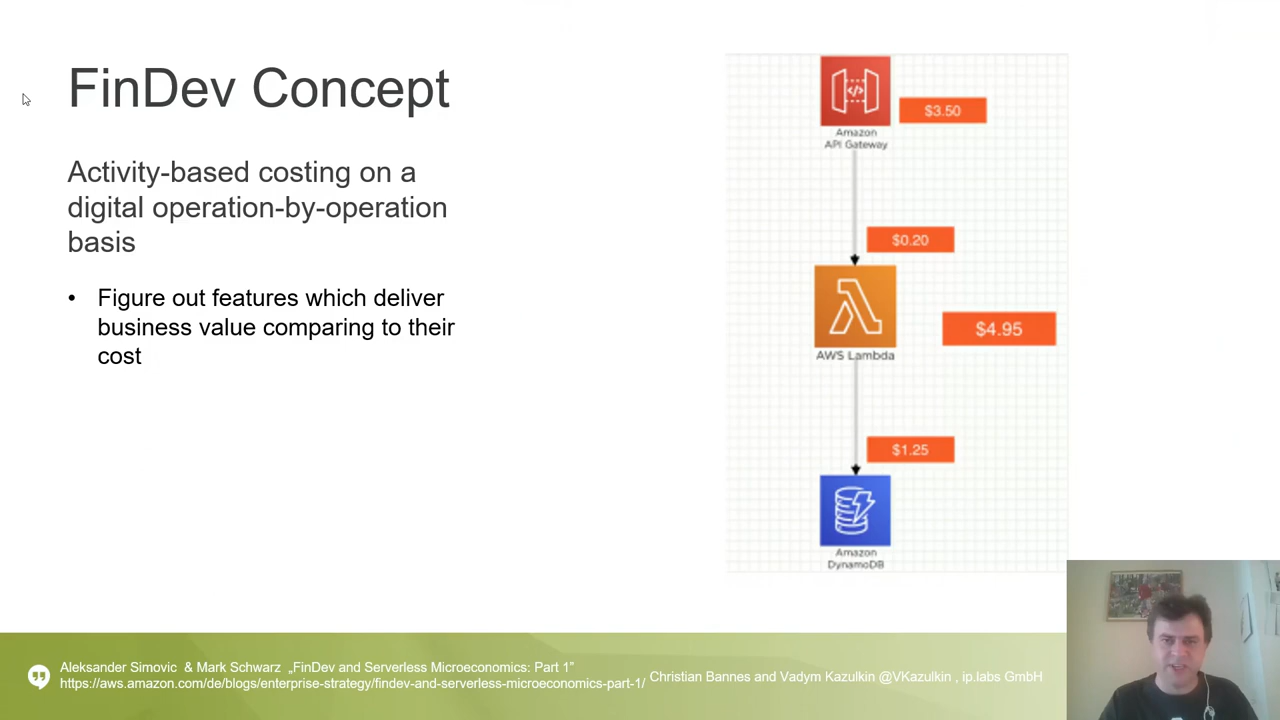 FinDev Concept
Activity-based costing on a
digital operation-by-operation
basis
• Figure out features which deliver
business value comparing to their
cost
$3.50
Amazon
API Gateway
$0.20
$4.95
AWS Lambda
$1.25
Amazon
DynamoDB
Aleksander Simovic & Mark Schwarz „FinDev and Serverless Microeconomics: Part 1”
https://aws.amazon.com/de/blogs/enterprise-strategy/findev-and-serverless-microeconomics-part-1/
Christian Bannes and Vadym Kazulkin @VKazulkin , ip.labs GmbH